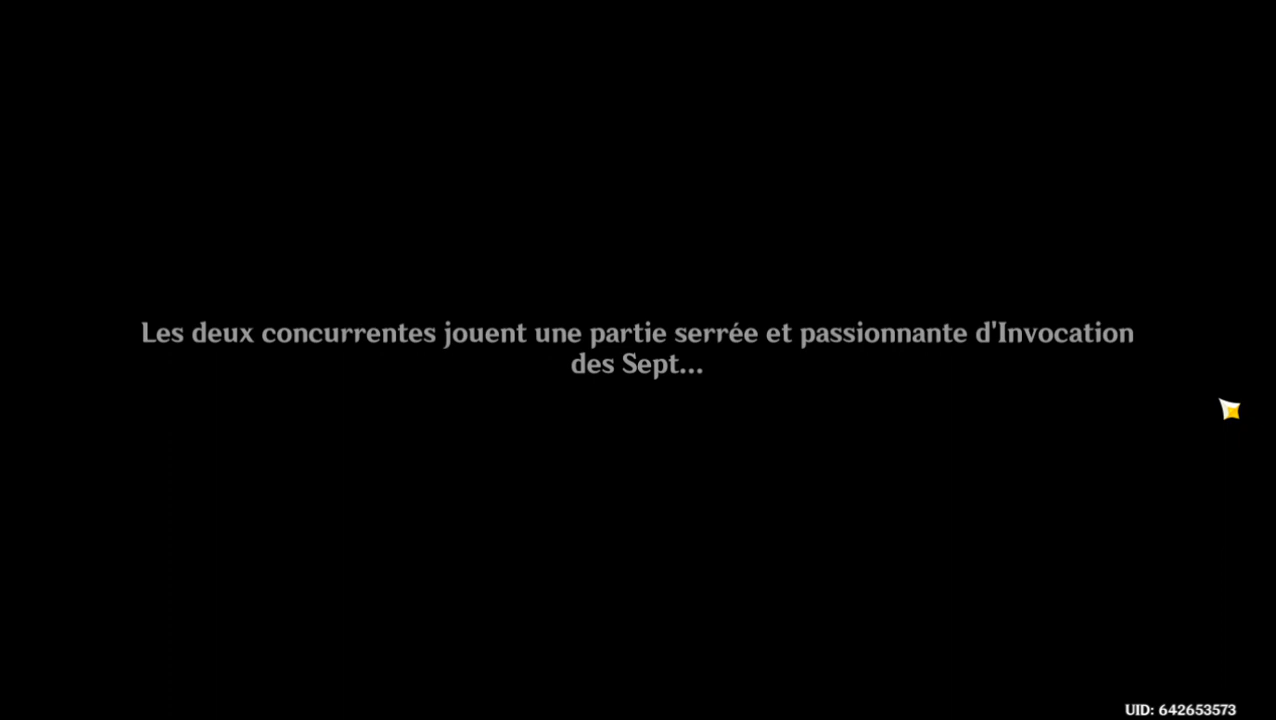 Les deux concurrentes jouent une partie serrée et passionnante d'Invocation
des Sept...
UID: 642653573